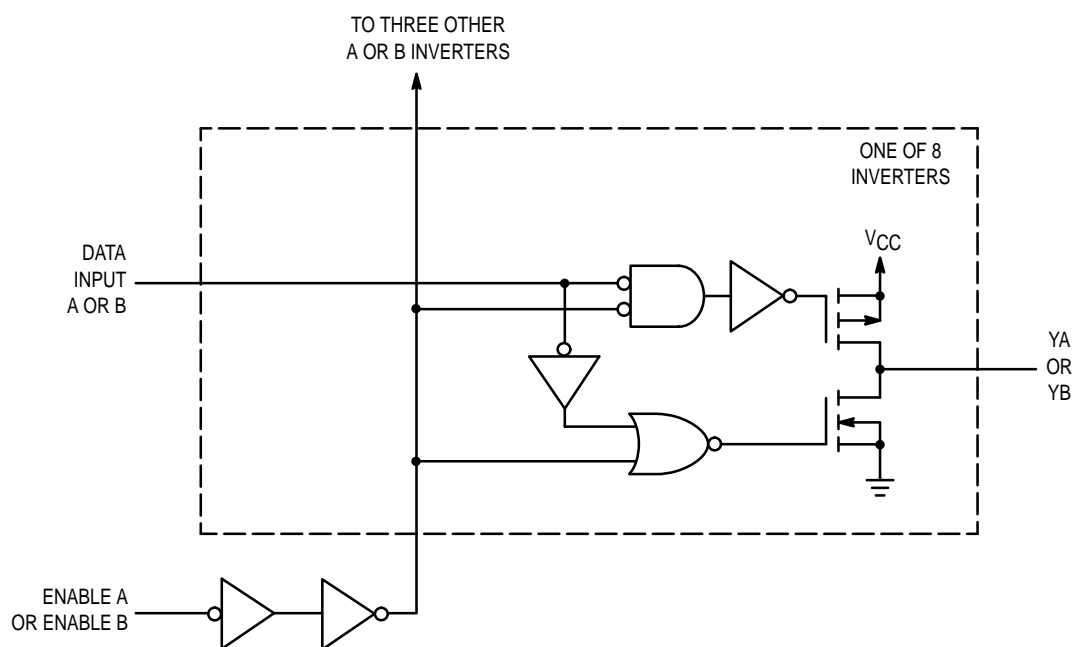 TO THREE OTHER
A OR B INVERTERS
ONE OF 8
INVERTERS
VCC
DATA
INPUT
A OR B
YA
OR
YB
ENABLE A
OR ENABLE B